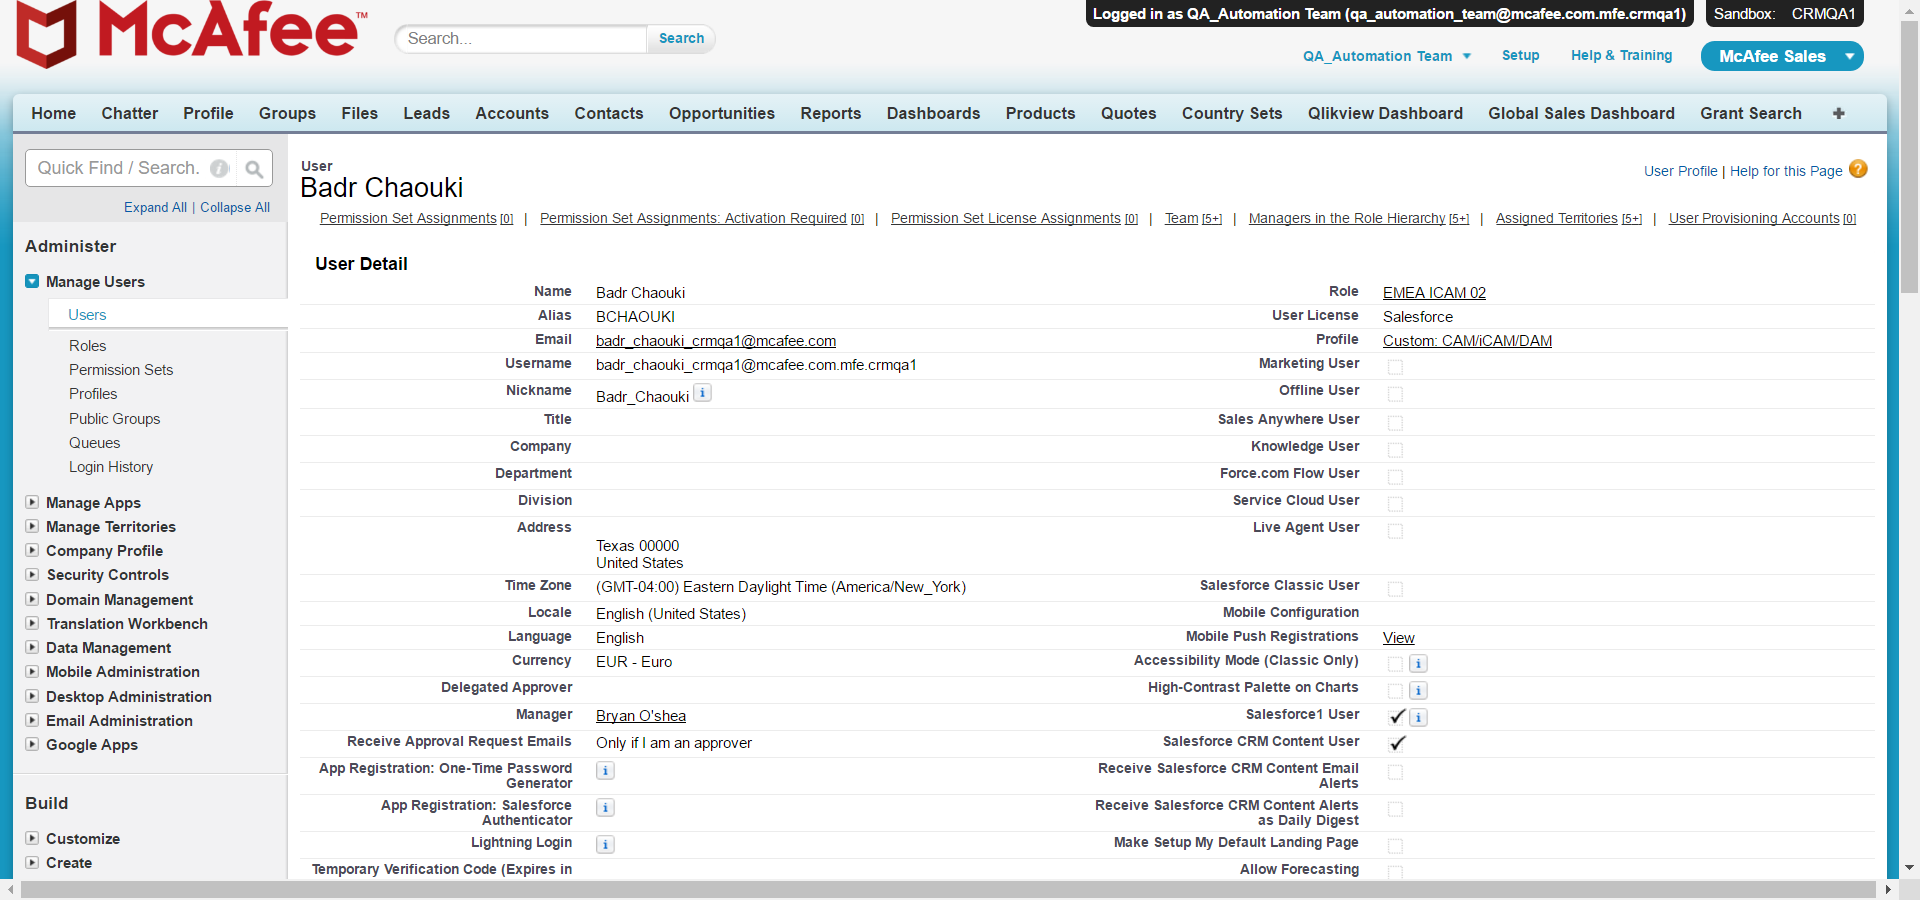 McAfee™
Search...
Search
Logged in as QA_Automation Team (qa_automation_team@mcafee.com.mfe.crmqa1)
Sandbox: CRMQA1
QA_Automation Team
Setup
Help & Training
McAfee Sales
Home Chatter Profile Groups Files Leads Accounts Contacts Opportunities Reports Dashboards Products Quotes Country Sets Qlikview Dashboard Global Sales Dashboard Grant Search
Quick Find / Search.
Expand All | Collapse All
Administer
Manage Users
Users
Roles
Permission Sets
Profiles
Public Groups
Queues
Login History
Manage Apps
Manage Territories
Company Profile
Security Controls
Domain Management
Translation Workbench
Data Management
Mobile Administration
Desktop Administration
Email Administration
Google Apps
Build
Customize
Create
User
Badr Chaouki
User Profile | Help for this Page
Permission Set Assignments [0] | Permission Set Assignments: Activation Required [0] | Permission Set License Assignments [0] | Team [5+] | Managers in the Role Hierarchy [5+] | Assigned Territories [5+] | User Provisioning Accounts [0]
User Detail
Name Badr Chaouki Role EMEA ICAM 02
Alias BCHAOUKI User License Salesforce
Email badr_chaouki_crmqa1@mcafee.com Profile Custom: CAM/iCAM/DAM
Username badr_chaouki_crmqa1@mcafee.com.mfe.crmqa1 Marketing User
Nickname Badr_Chaouki Offline User
Title Sales Anywhere User
Company Knowledge User
Department Force.com Flow User
Division Service Cloud User
Address Live Agent User
Texas 00000
United States
Time Zone (GMT-04:00) Eastern Daylight Time (America/New_York) Salesforce Classic User
Locale English (United States) Mobile Configuration
Language English Mobile Push Registrations View
Currency EUR - Euro Accessibility Mode (Classic Only)
Delegated Approver High-Contrast Palette on Charts
Manager Bryan O'shea Salesforce1 User
Receive Approval Request Emails Only if I am an approver Salesforce CRM Content User
App Registration: One-Time Password Receive Salesforce CRM Content Email
Generator Alerts
App Registration: Salesforce Receive Salesforce CRM Content Alerts
Authenticator as Daily Digest
Lightning Login Make Setup My Default Landing Page
Temporary Verification Code (Expires in Allow Forecasting